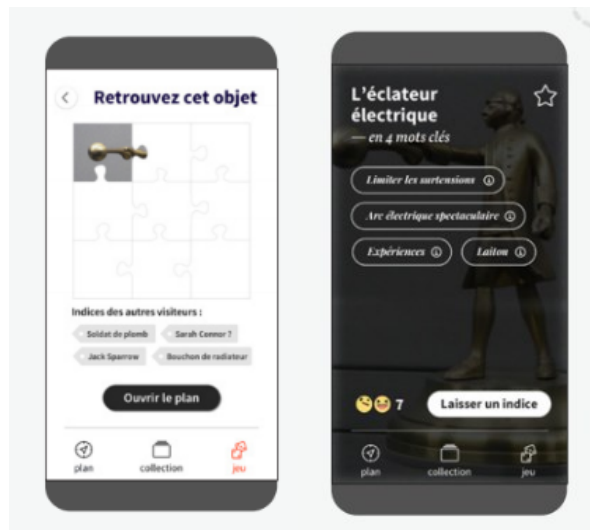 Retrouvez cet objet
Indices des autres visiteurs :
Soldat de plomb
Sarah Connor ?
Jack Sparrow
Bouchon de radiateur
Ouvrir le plan
plan
collection
jeu
L'éclateur
électrique
— en 4 mots clés
Limiter les surtensions
Arc électrique spectaculaire
Expériences
Laiton
7
Laisser un indice
plan
collection
jeu